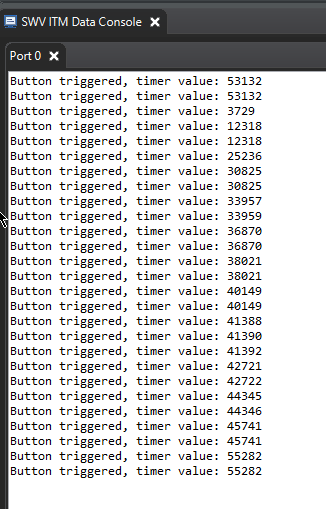 SWV ITM Data Console
Port 0
Button triggered, timer value: 53132
Button triggered, timer value: 53132
Button triggered, timer value: 3729
Button triggered, timer value: 12318
Button triggered, timer value: 12318
Button triggered, timer value: 25236
Button triggered, timer value: 30825
Button triggered, timer value: 30825
Button triggered, timer value: 33957
Button triggered, timer value: 33959
Button triggered, timer value: 36870
Button triggered, timer value: 36870
Button triggered, timer value: 38021
Button triggered, timer value: 38021
Button triggered, timer value: 40149
Button triggered, timer value: 40149
Button triggered, timer value: 41388
Button triggered, timer value: 41390
Button triggered, timer value: 41392
Button triggered, timer value: 42721
Button triggered, timer value: 42722
Button triggered, timer value: 44345
Button triggered, timer value: 44346
Button triggered, timer value: 45741
Button triggered, timer value: 45741
Button triggered, timer value: 55282
Button triggered, timer value: 55282